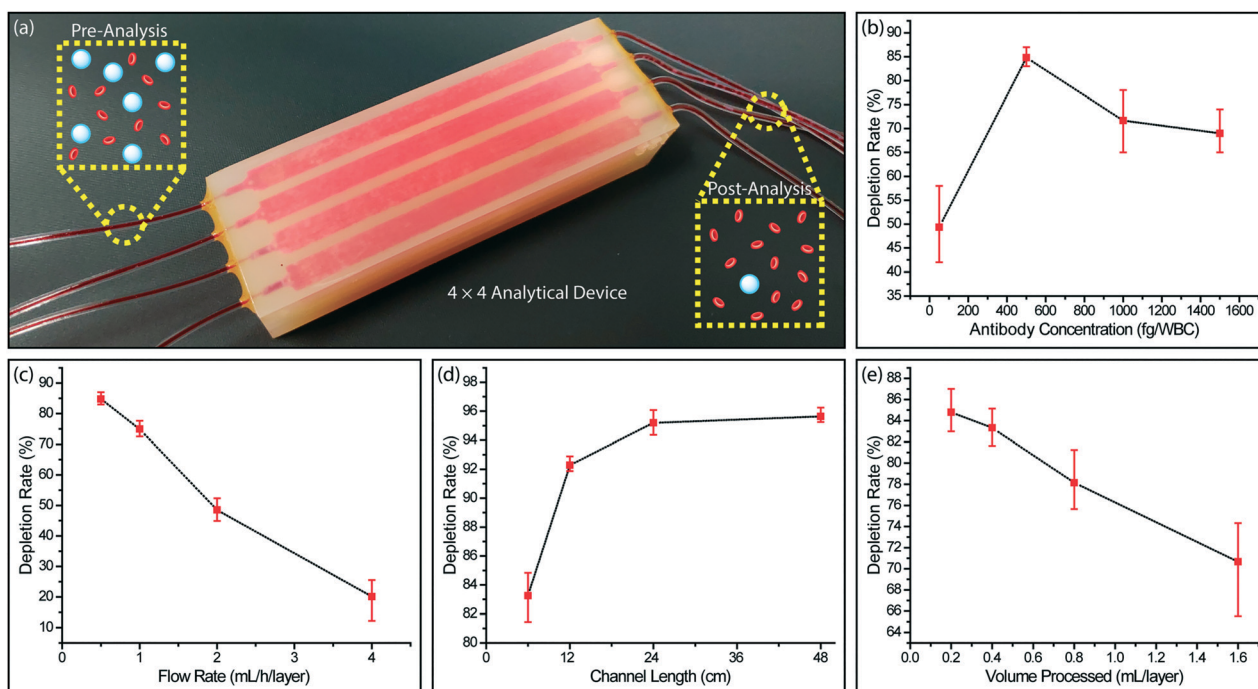 (a)
Pre-Analysis
Post-Analysis
4 × 4 Analytical Device
(b)
Depletion Rate (%)
90
85
80
75
70
65
60
55
50
45
40
35
0 200 400 600 800 1000 1200 1400 1600
Antibody Concentration (fg/WBC)
(c)
Depletion Rate (%)
90
80
70
60
50
40
30
20
10
0 1 2 3 4
Flow Rate (mL/h/layer)
(d)
Depletion Rate (%)
98
96
94
92
90
88
86
84
82
80
0 12 24 36 48
Channel Length (cm)
(e)
Depletion Rate (%)
88
86
84
82
80
78
76
74
72
70
68
66
64
0.0 0.2 0.4 0.6 0.8 1.0 1.2 1.4 1.6
Volume Processed (mL/layer)